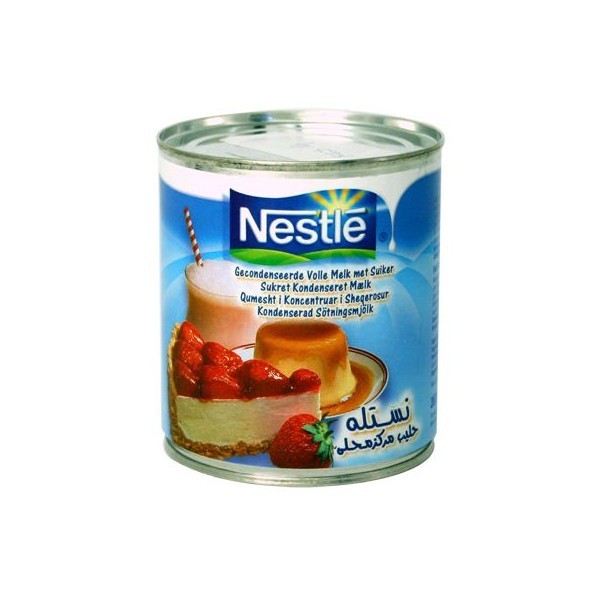 Nestlé
Gecondenseerde Volle Melk met Suiker
Sukret Kondenseret Mælk
Qumesht i Koncentruar i Sheqerosur
Kondenserad Sötningsmjölk
نستله
حليب مركز محلى